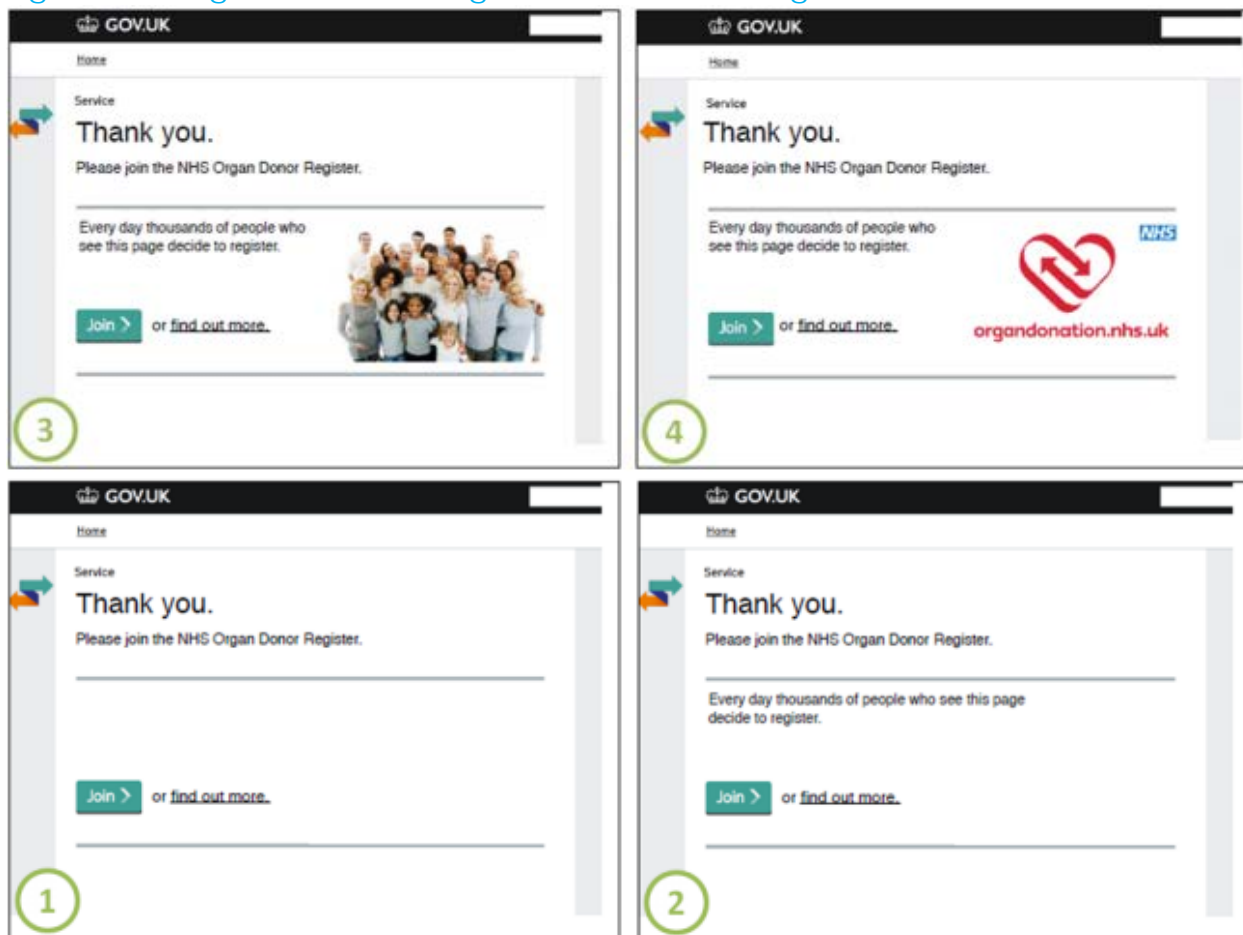 GOV.UK
Home
Service
Thank you.
Please join the NHS Organ Donor Register.
Every day thousands of people who
see this page decide to register.
Join > or find out more.
3
GOV.UK
Home
Service
Thank you.
Please join the NHS Organ Donor Register.
Every day thousands of people who
see this page decide to register.
NHS
Join > or find out more.
organdonation.nhs.uk
4
GOV.UK
Home
Service
Thank you.
Please join the NHS Organ Donor Register.
Join > or find out more.
1
GOV.UK
Home
Service
Thank you.
Please join the NHS Organ Donor Register.
Every day thousands of people who see this page
decide to register.
Join > or find out more.
2